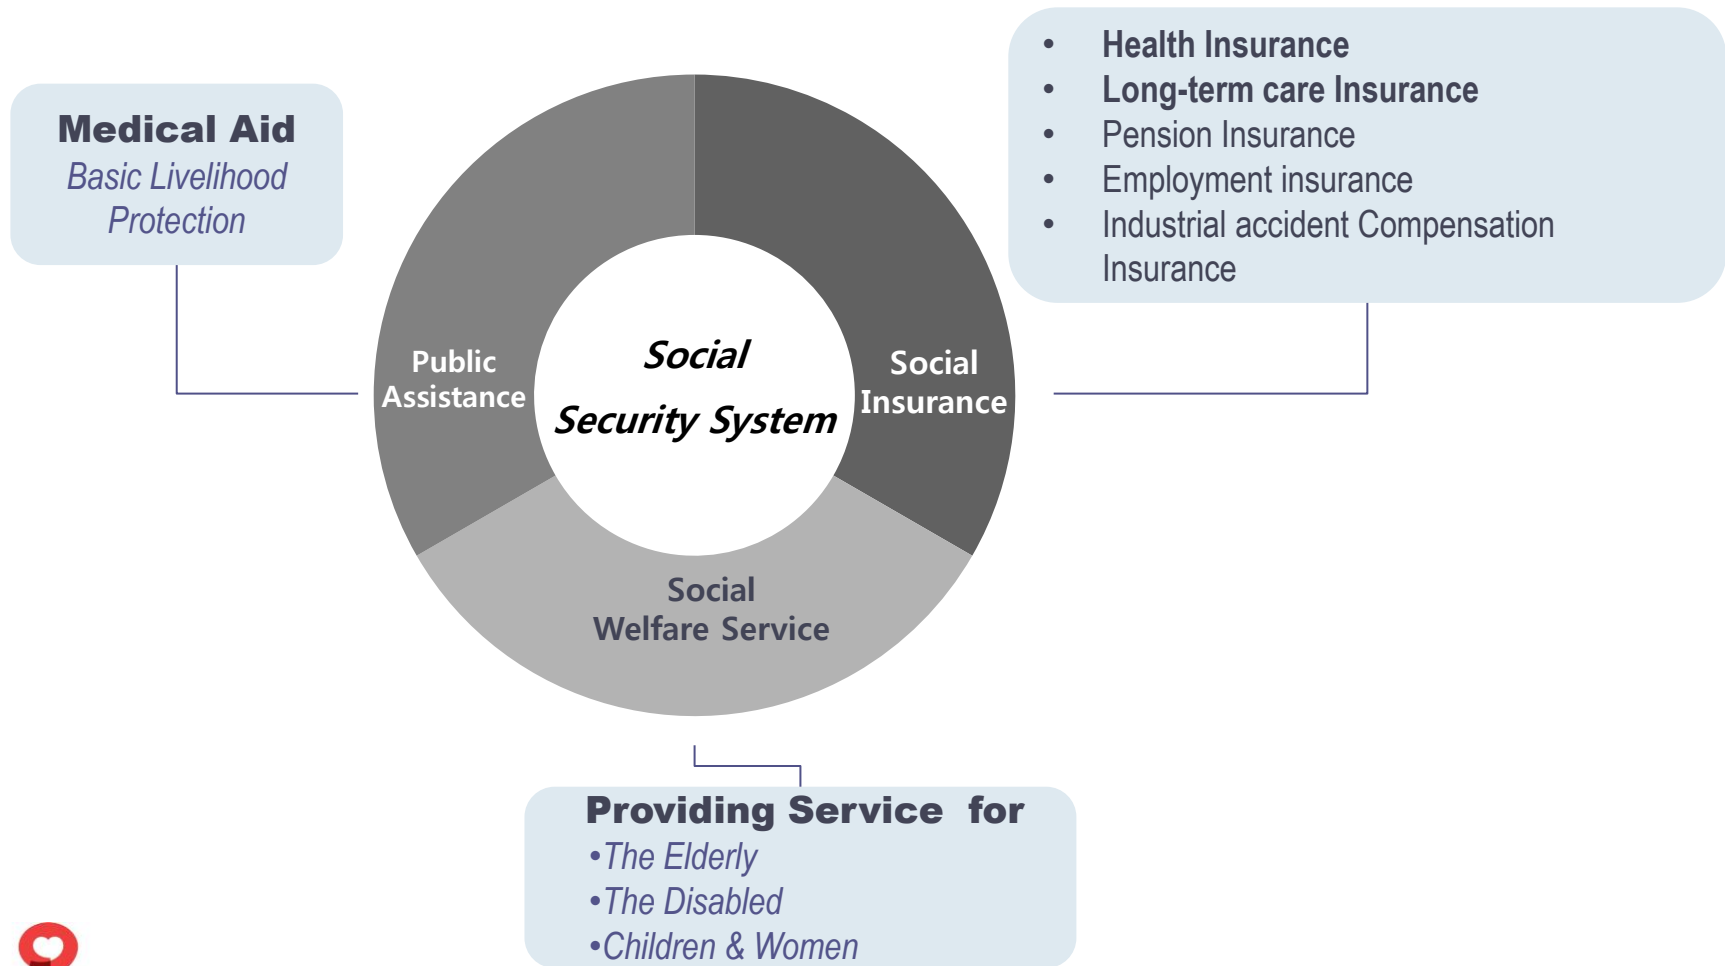 Medical Aid
Basic Livelihood
Protection
• Health Insurance
• Long-term care Insurance
• Pension Insurance
• Employment insurance
• Industrial accident Compensation
Insurance
Public
Assistance
Social
Security System
Social
Insurance
Social
Welfare Service
Providing Service for
•The Elderly
•The Disabled
•Children & Women